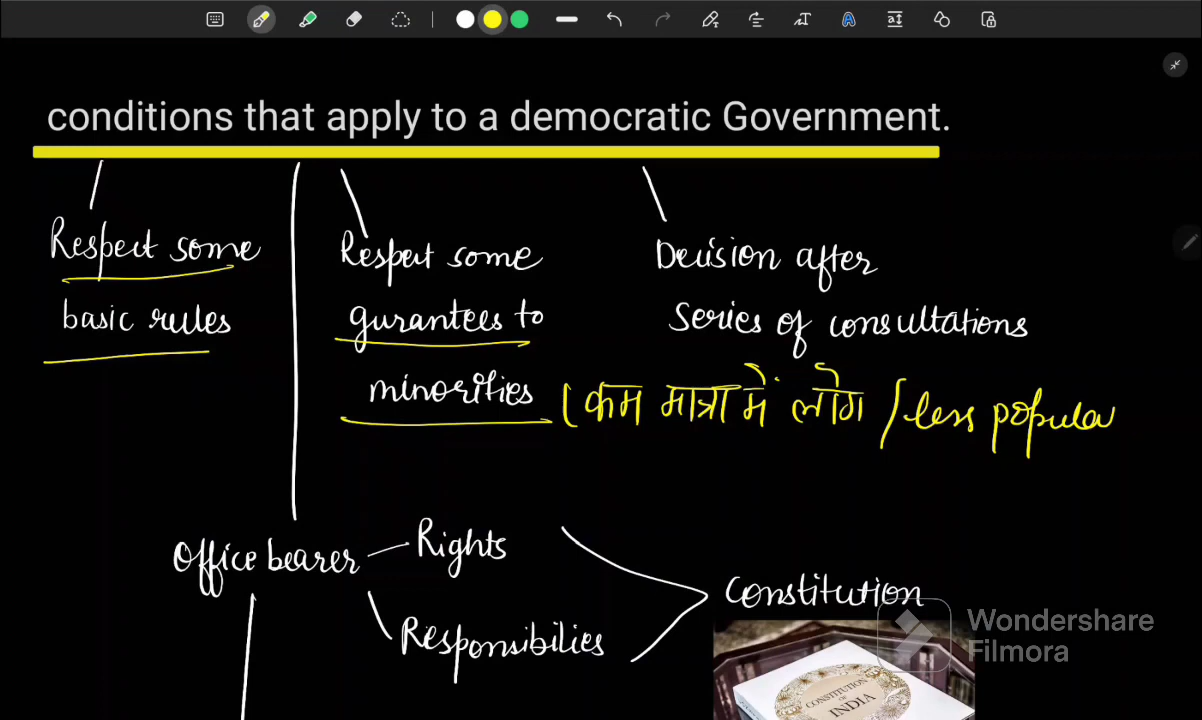 conditions that apply to a democratic Government.
Respect some
basic rules
Respect some
gurantees to
minorities (कम मात्रा में लोग / less popular
Decision after
series of consultations
Office bearer
Rights
Responsibilies
Constitution
Wondershare
Filmora
CONSTITUTION
OF
INDIA